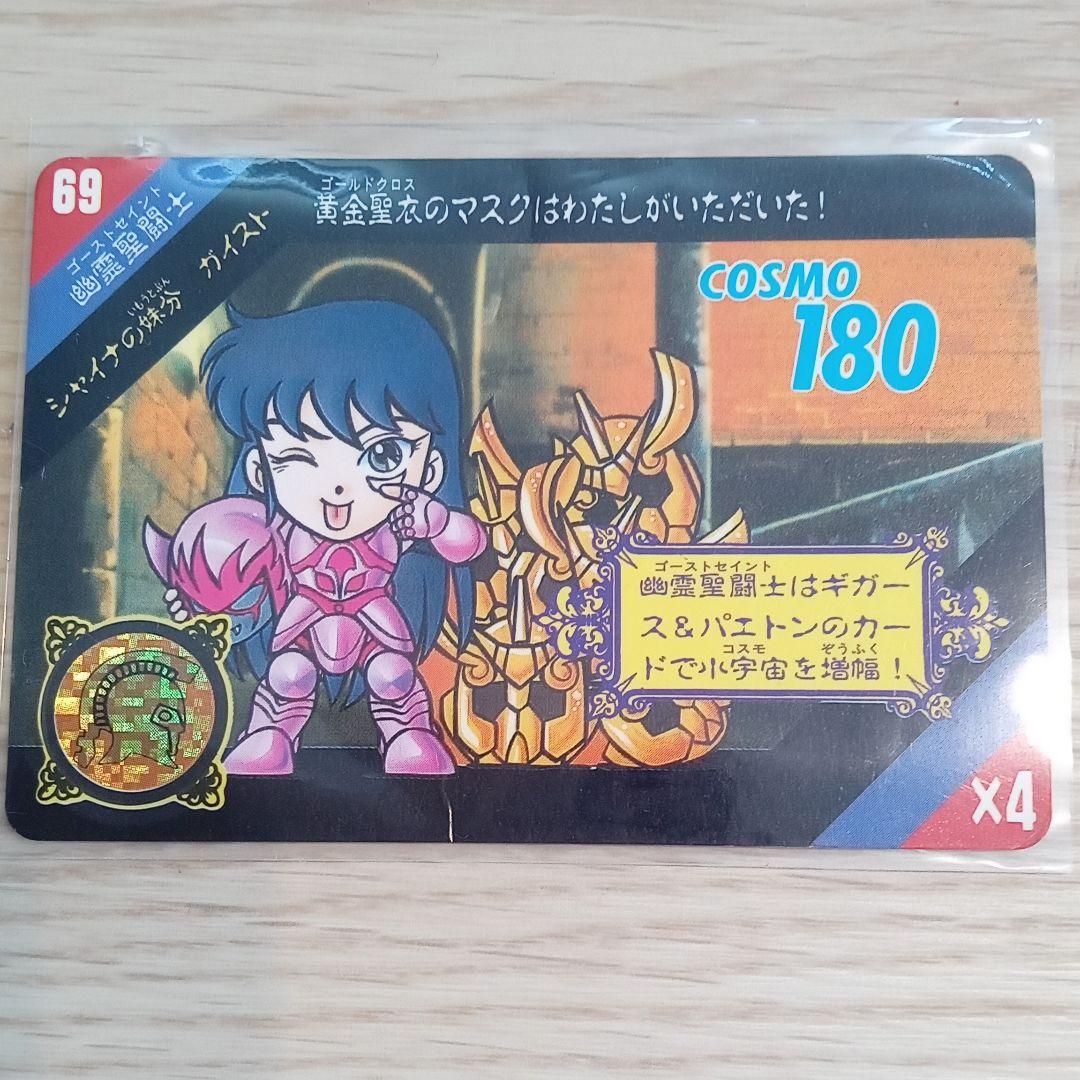 69
ゴーストセイント
幽霊聖闘士
いもうとぶん
シャイナの妹分 ガイスト
ゴールドクロス
黄金聖衣のマスクはわたしがいただいた!
COSMO
180
ゴーストセイント
幽霊聖闘士はギガー
ス&パエトンのカー
コスモ ぞうふく
ドで小宇宙を増幅!
×4